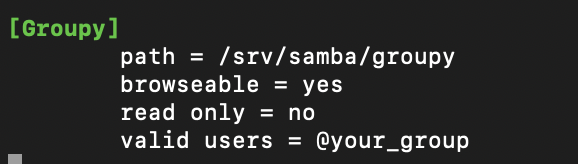 [Groupy]
path = /srv/samba/groupy
browseable = yes
read only = no
valid users = @your_group